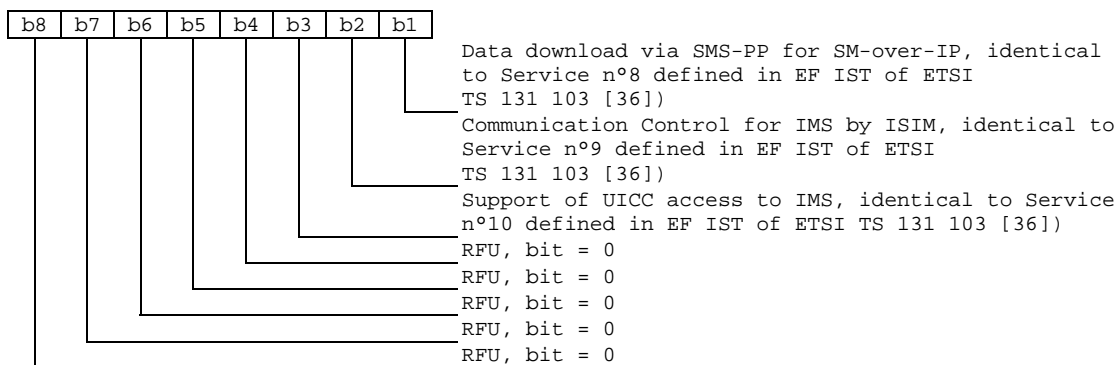 b8 b7 b6 b5 b4 b3 b2 b1
Data download via SMS-PP for SM-over-IP, identical
to Service nº8 defined in EF IST of ETSI
TS 131 103 [36])
Communication Control for IMS by ISIM, identical to
Service nº9 defined in EF IST of ETSI
TS 131 103 [36])
Support of UICC access to IMS, identical to Service
nº10 defined in EF IST of ETSI TS 131 103 [36])
RFU, bit = 0
RFU, bit = 0
RFU, bit = 0
RFU, bit = 0
RFU, bit = 0